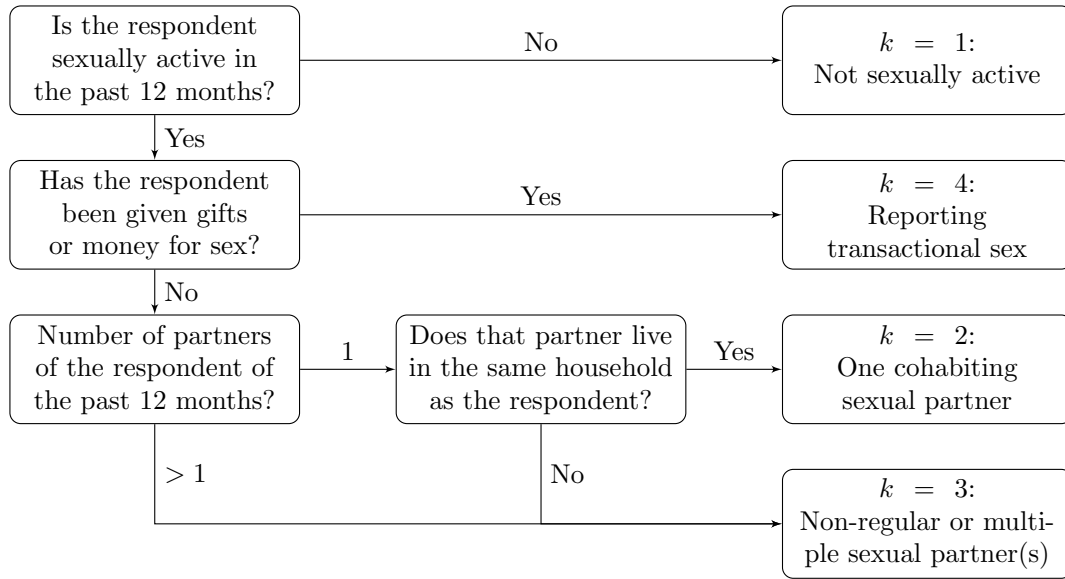 Is the respondent
sexually active in
the past 12 months?
No
k = 1:
Not sexually active
Yes
Has the respondent
been given gifts
or money for sex?
Yes
k = 4:
Reporting
transactional sex
No
Number of partners
of the respondent of
the past 12 months?
1
Does that partner live
in the same household
as the respondent?
Yes
k = 2:
One cohabiting
sexual partner
> 1
No
k = 3:
Non-regular or multi-
ple sexual partner(s)